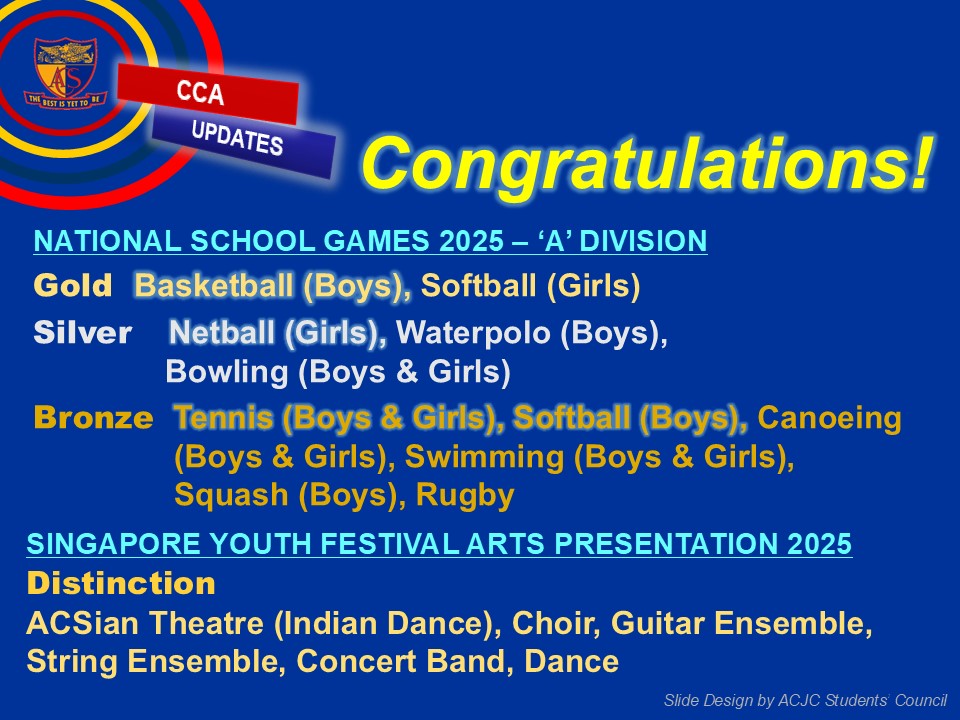 ACS
THE BEST IS YET TO BE
CCA
UPDATES
Congratulations!
NATIONAL SCHOOL GAMES 2025 – ‘A’ DIVISION
Gold Basketball (Boys), Softball (Girls)
Silver Netball (Girls), Waterpolo (Boys),
Bowling (Boys & Girls)
Bronze Tennis (Boys & Girls), Softball (Boys), Canoeing
(Boys & Girls), Swimming (Boys & Girls),
Squash (Boys), Rugby
SINGAPORE YOUTH FESTIVAL ARTS PRESENTATION 2025
Distinction
ACSian Theatre (Indian Dance), Choir, Guitar Ensemble,
String Ensemble, Concert Band, Dance
Slide Design by ACJC Students’ Council